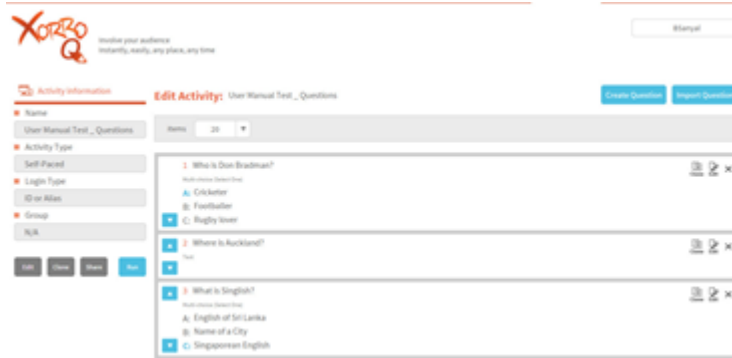 XORRO
Q
Involve your audience
Instantly, easily, any place, any time
BSanyal
Activity Information
Name
User Manual Test _ Questions
Activity Type
Self-Paced
Login Type
ID or Alias
Group
N/A
Edit
Clone
Share
Run
Edit Activity: User Manual Test _ Questions
Create Question
Import Question
Items
20
1 Who is Don Bradman?
Multi-choice (Select One)
A: Cricketer
B: Footballer
C: Rugby lover
2 Where is Auckland?
Text
3 What is Singlish?
Multi-choice (Select One)
A: English of Sri Lanka
B: Name of a City
C: Singaporean English